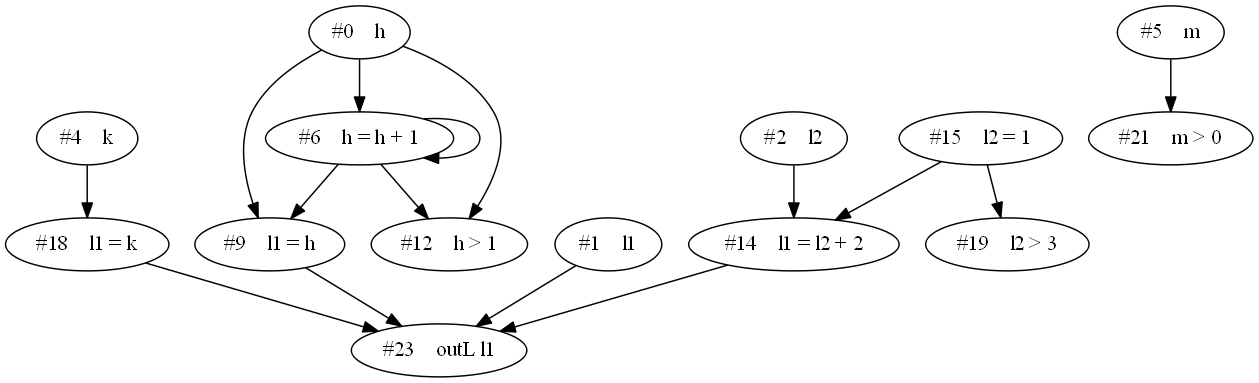 #0 h
#5 m
#4 k
#6 h = h + 1
#2 l2
#15 l2 = 1
#21 m > 0
#18 l1 = k
#9 l1 = h
#12 h > 1
#1 l1
#14 l1 = l2 + 2
#19 l2 > 3
#23 outL l1